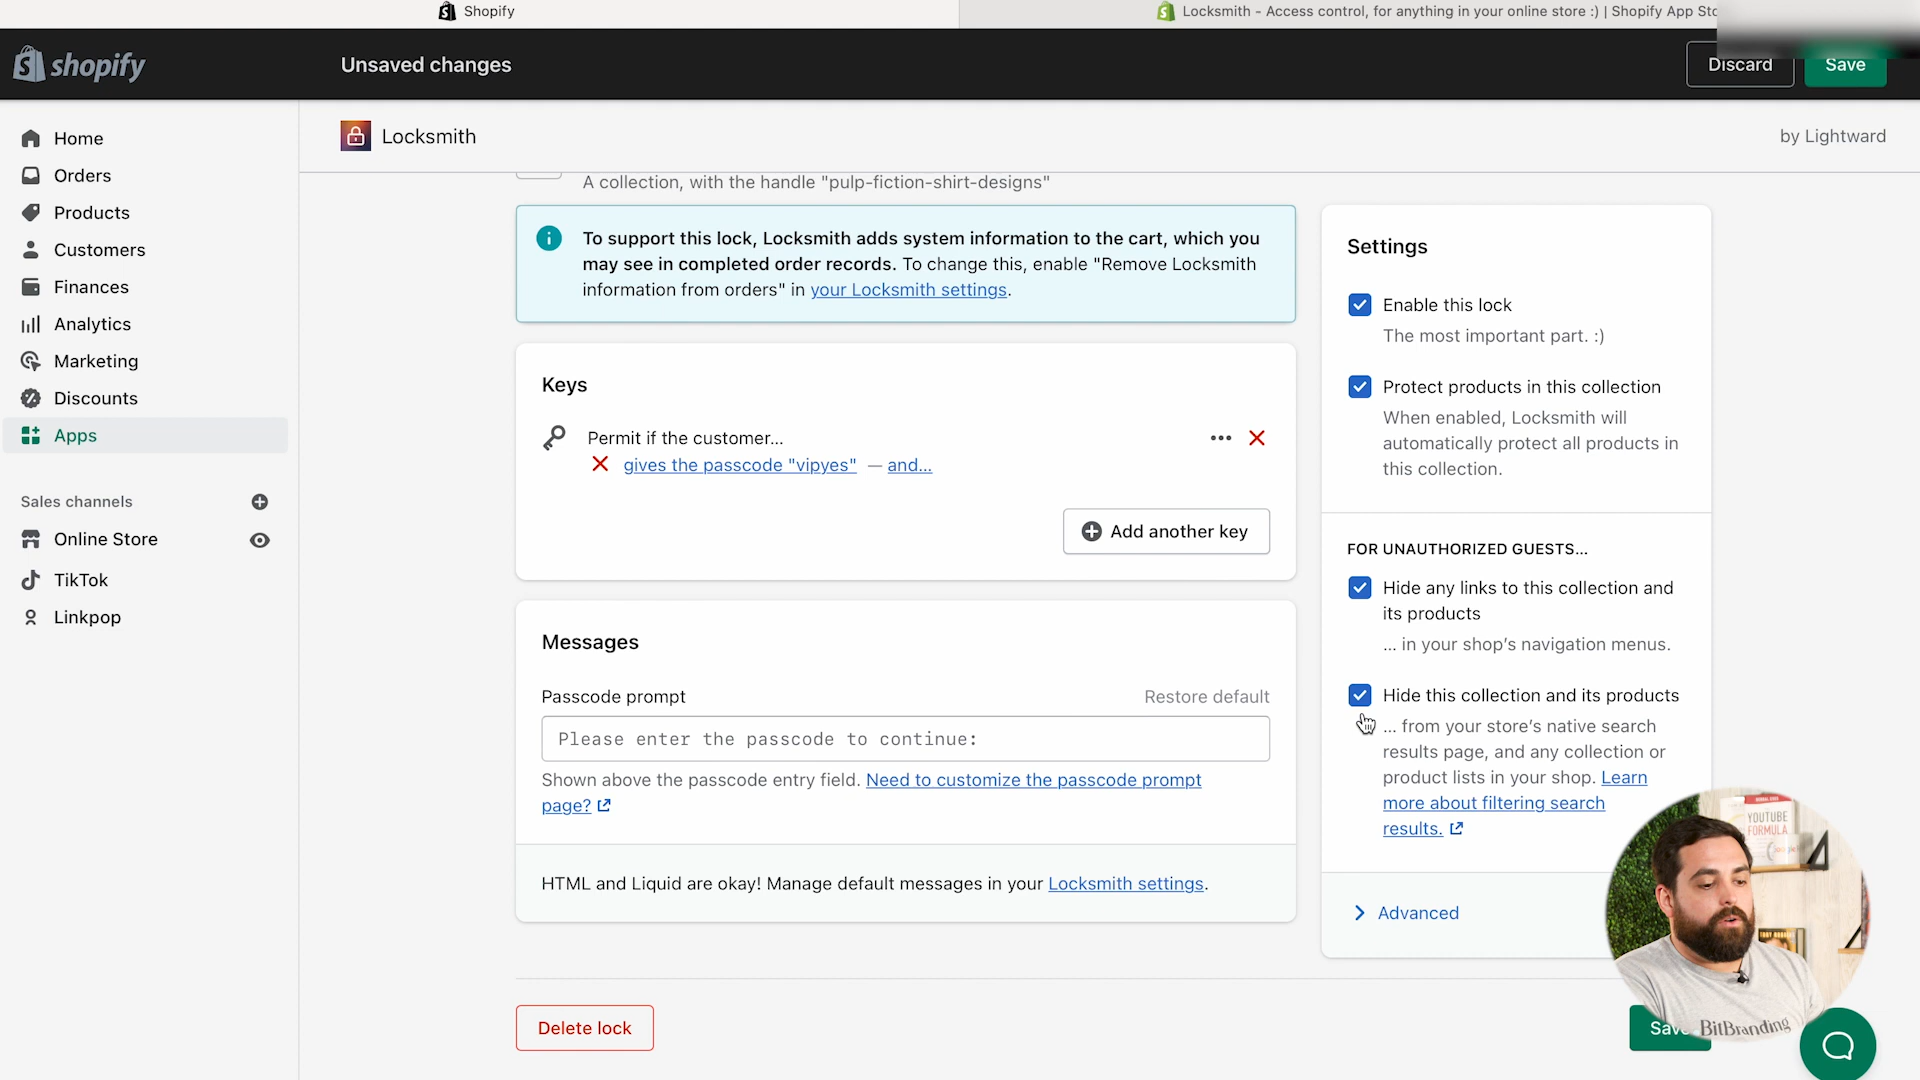 Shopify
Locksmith - Access control, for anything in your online store :) | Shopify App Sto
shopify
Unsaved changes
Discard
Save
Home
Orders
Products
Customers
Finances
Analytics
Marketing
Discounts
Apps
Sales channels
Online Store
TikTok
Linkpop
Locksmith
by Lightward
A collection, with the handle "pulp-fiction-shirt-designs"
To support this lock, Locksmith adds system information to the cart, which you
may see in completed order records. To change this, enable "Remove Locksmith
information from orders" in your Locksmith settings.
Keys
Permit if the customer...
gives the passcode "vipyes" — and...
Add another key
Messages
Passcode prompt
Restore default
Please enter the passcode to continue:
Shown above the passcode entry field. Need to customize the passcode prompt
page?
HTML and Liquid are okay! Manage default messages in your Locksmith settings.
Delete lock
Settings
Enable this lock
The most important part. :)
Protect products in this collection
When enabled, Locksmith will
automatically protect all products in
this collection.
FOR UNAUTHORIZED GUESTS...
Hide any links to this collection and
its products
... in your shop's navigation menus.
Hide this collection and its products
... from your store's native search
results page, and any collection or
product lists in your shop. Learn
more about filtering search
results.
Advanced
YOUTUBE
FORMULA
BitBranding
Sav